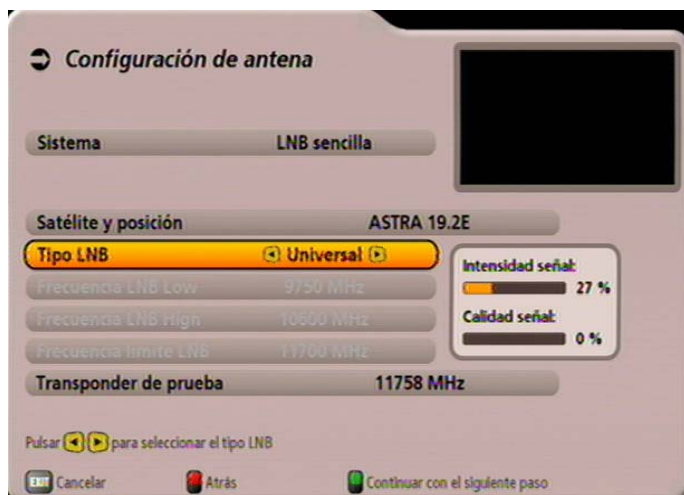 Configuración de antena
Sistema LNB sencilla
Satélite y posición ASTRA 19.2E
Tipo LNB Universal
Intensidad señal:
27 %
Frecuencia LNB Low 9750 MHz
Frecuencia LNB High 10600 MHz
Calidad señal:
0 %
Frecuencia límite LNB 11700 MHz
Transponder de prueba 11758 MHz
Pulsar para seleccionar el tipo LNB
EXIT Cancelar Atrás Continuar con el siguiente paso